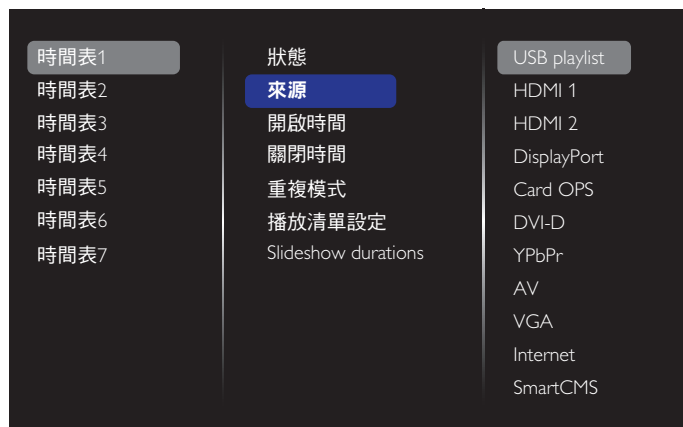 時間表1
時間表2
時間表3
時間表4
時間表5
時間表6
時間表7
狀態
來源
開啟時間
關閉時間
重複模式
播放清單設定
Slideshow durations
USB playlist
HDMI 1
HDMI 2
DisplayPort
Card OPS
DVI-D
YPbPr
AV
VGA
Internet
SmartCMS